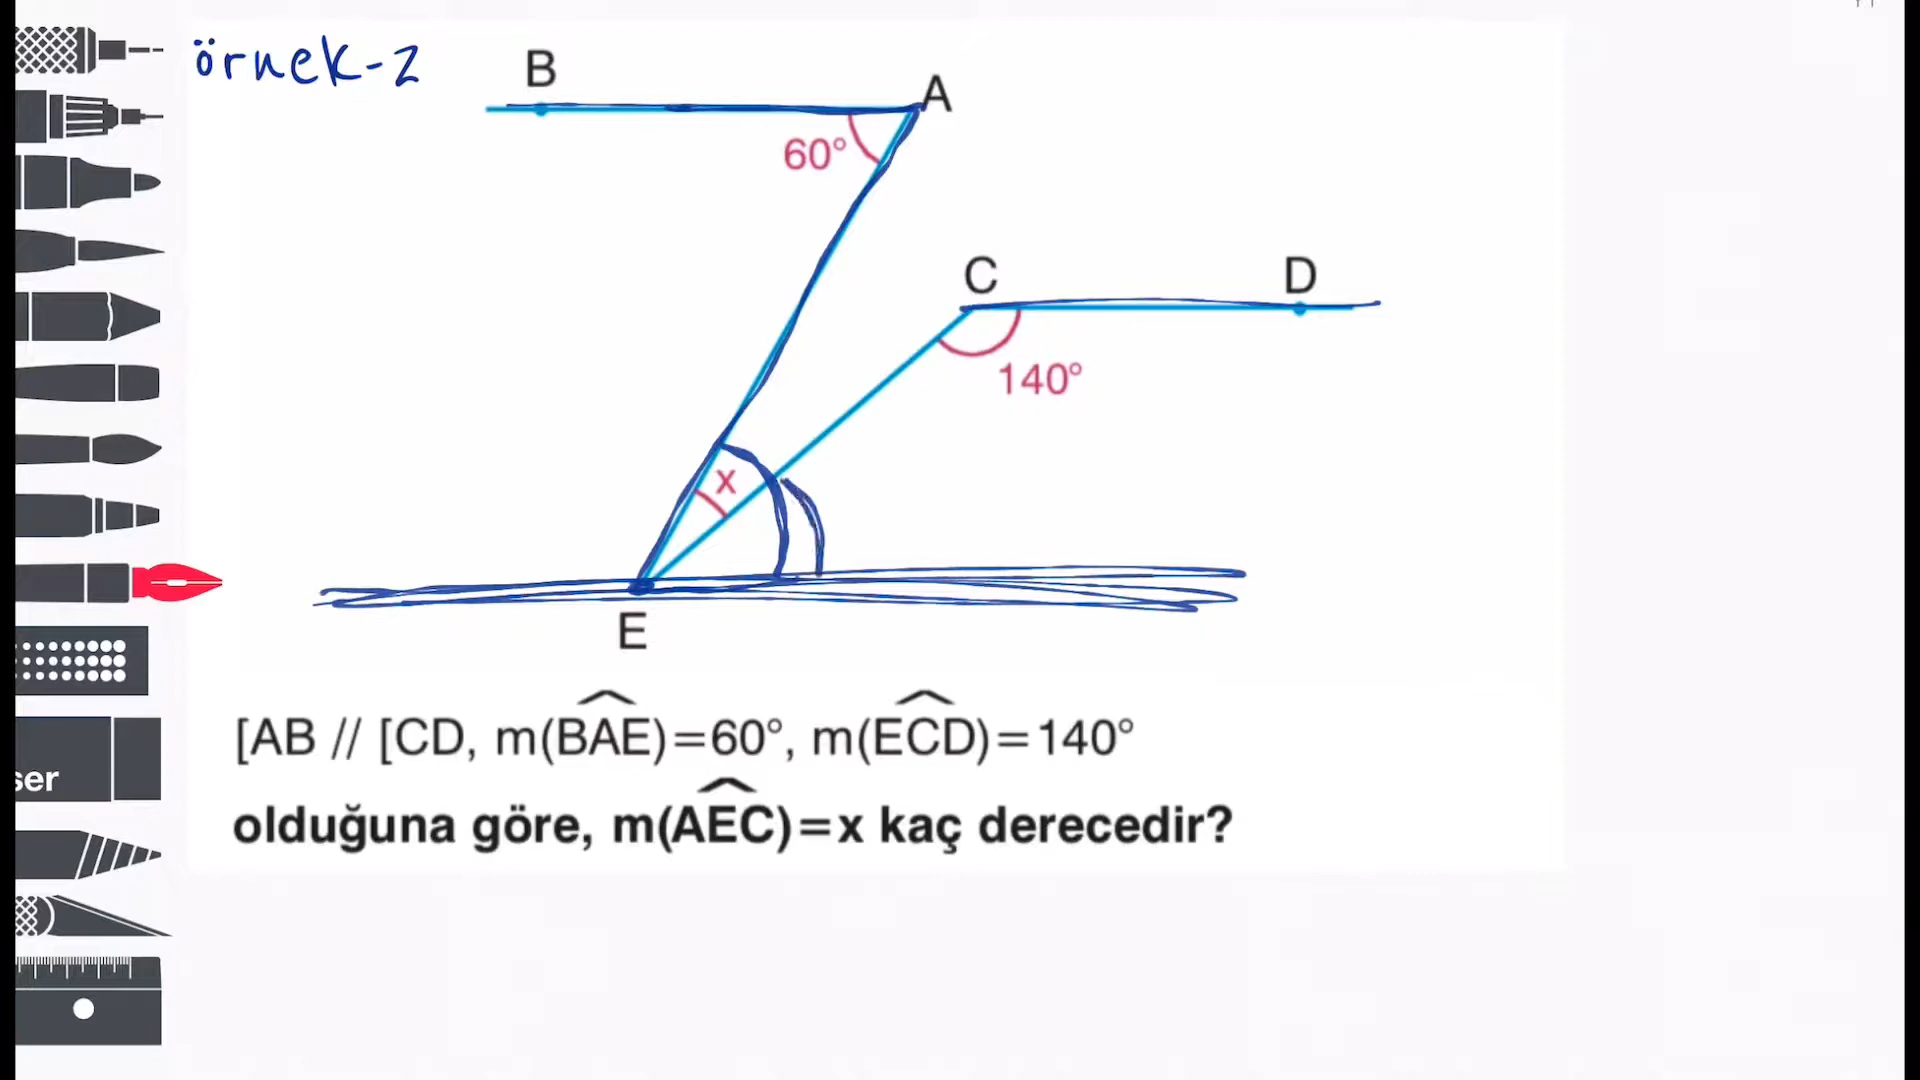 örnek-2
B
A
60°
C
D
140°
x
E
[AB // [CD, m(BAE)=60°, m(ECD)=140°
olduğuna göre, m(AEC)=x kaç derecedir?
ser